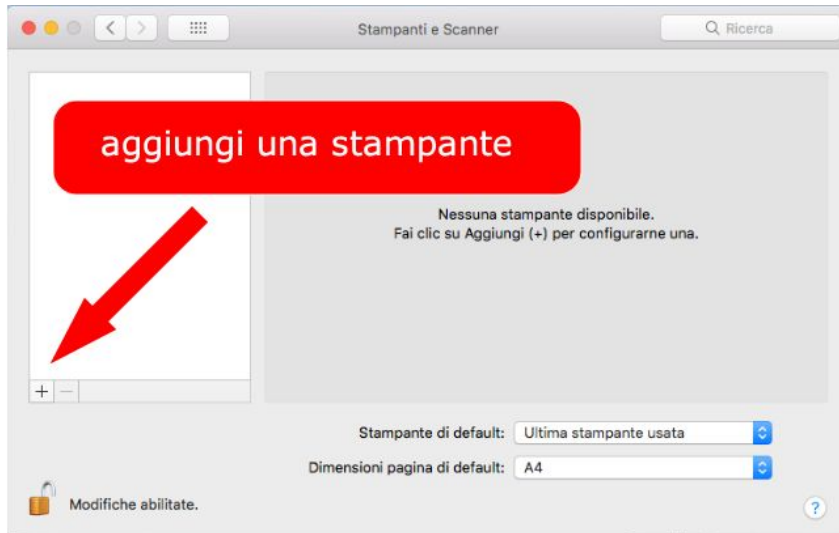 Stampanti e Scanner
Ricerca
aggiungi una stampante
Nessuna stampante disponibile.
Fai clic su Aggiungi (+) per configurarne una.
+ −
Stampante di default: Ultima stampante usata
Dimensioni pagina di default: A4
Modifiche abilitate.
?